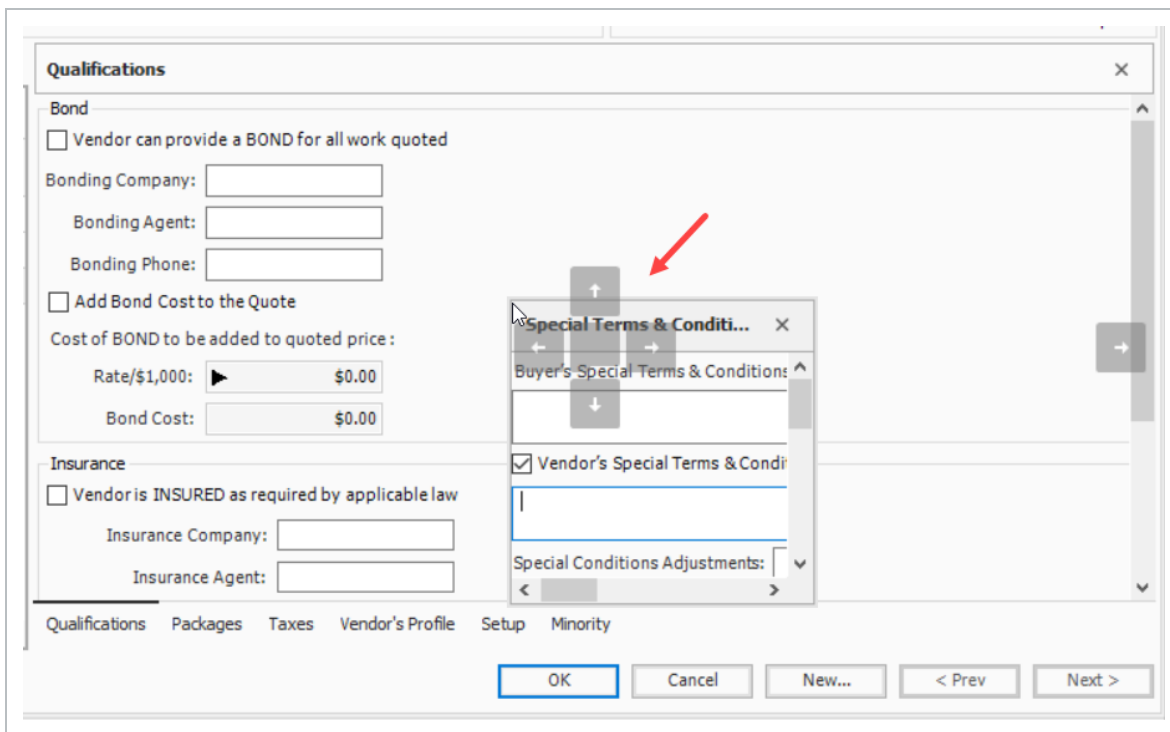 Qualifications
Bond
Vendor can provide a BOND for all work quoted
Bonding Company:
Bonding Agent:
Bonding Phone:
Add Bond Cost to the Quote
Cost of BOND to be added to quoted price:
Rate/$1,000: $0.00
Bond Cost: $0.00
Insurance
Vendor is INSURED as required by applicable law
Insurance Company:
Insurance Agent:
Special Terms & Conditi...
Buyer's Special Terms & Conditions
Vendor's Special Terms & Condi
Special Conditions Adjustments:
Qualifications Packages Taxes Vendor's Profile Setup Minority
OK Cancel New... < Prev Next >